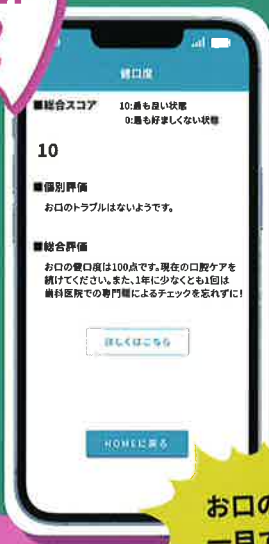 健口度
■総合スコア 10:最も良い状態
0:最も好ましくない状態
10
■個別評価
お口のトラブルはないようです。
■総合評価
お口の健口度は100点です。現在の口腔ケアを
続けてください。また、1年に少なくとも1回は
歯科医院での専門職によるチェックを忘れずに!
詳しくはこちら
HOMEに戻る
お口の
一目で